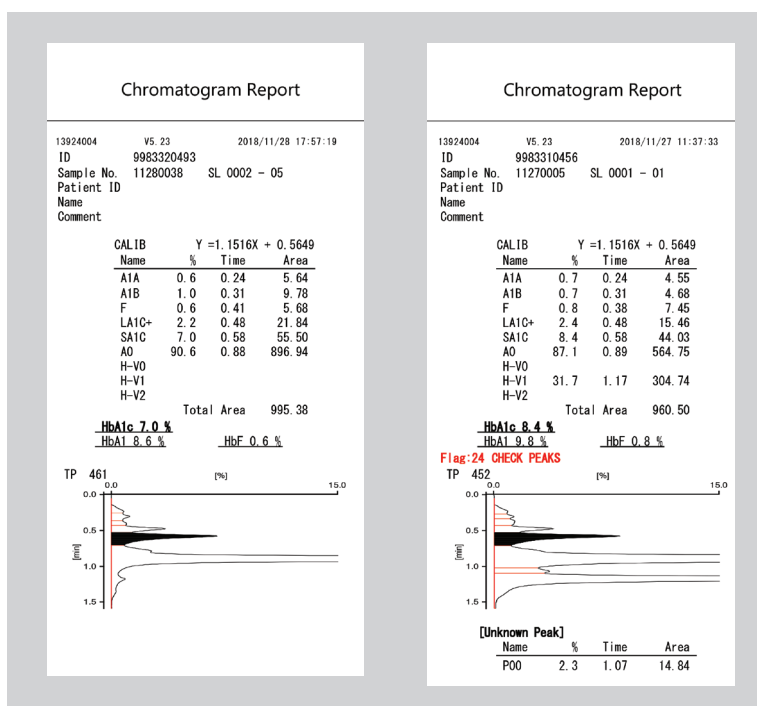 Chromatogram Report
13924004 V5.23 2018/11/28 17:57:19
ID 9983320493
Sample No. 11280038 SL 0002 - 05
Patient ID
Name
Comment
CALIB Y =1.1516X + 0.5649
Name % Time Area
A1A 0.6 0.24 5.64
A1B 1.0 0.31 9.78
F 0.6 0.41 5.68
LA1C+ 2.2 0.48 21.84
SA1C 7.0 0.58 55.50
A0 90.6 0.88 896.94
H-V0
H-V1
H-V2
Total Area 995.38
HbA1c 7.0 %
HbA1 8.6 % HbF 0.6 %
TP 461 [%]
0.0 15.0
0.0
0.5
[min]
1.0
1.5
Chromatogram Report
13924004 V5.23 2018/11/27 11:37:33
ID 9983310456
Sample No. 11270005 SL 0001 - 01
Patient ID
Name
Comment
CALIB Y =1.1516X + 0.5649
Name % Time Area
A1A 0.7 0.24 4.55
A1B 0.7 0.31 4.68
F 0.8 0.38 7.45
LA1C+ 2.4 0.48 15.46
SA1C 8.4 0.58 44.03
A0 87.1 0.89 564.75
H-V0
H-V1 31.7 1.17 304.74
H-V2
Total Area 960.50
HbA1c 8.4 %
HbA1 9.8 % HbF 0.8 %
Flag:24 CHECK PEAKS
TP 452 [%]
0.0 15.0
0.0
0.5
[min]
1.0
1.5
[Unknown Peak]
Name % Time Area
P00 2.3 1.07 14.84